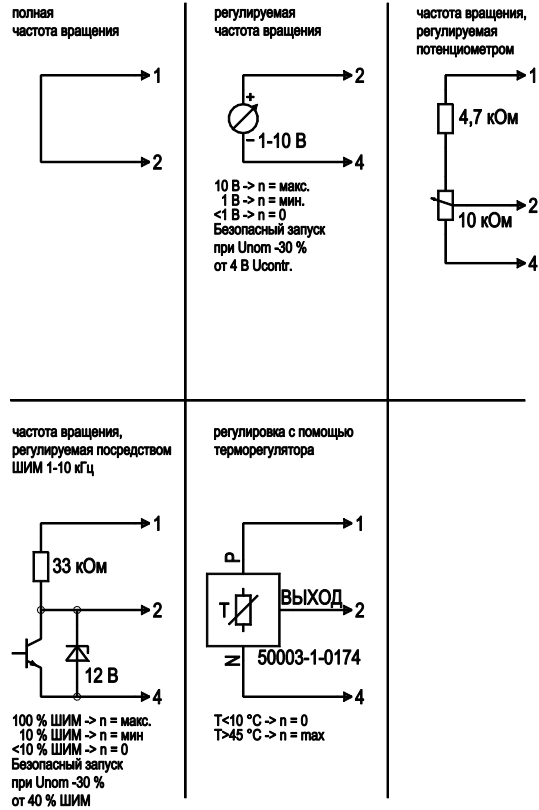 полная
частота вращения
1
2
регулируемая
частота вращения
2
+
– 1-10 В
4
10 В -> n = макс.
1 В -> n = мин.
<1 В -> n = 0
Безопасный запуск
при Unom -30 %
от 4 В Ucontr.
частота вращения,
регулируемая
потенциометром
1
4,7 кОм
2
10 кОм
4
частота вращения,
регулируемая посредством
ШИМ 1-10 кГц
1
33 кОм
2
12 В
4
100 % ШИМ -> n = макс.
10 % ШИМ -> n = мин
<10 % ШИМ -> n = 0
Безопасный запуск
при Unom -30 %
от 40 % ШИМ
регулировка с помощью
терморегулятора
1
P
T
ВЫХОД
2
N
50003-1-0174
4
T<10 °C -> n = 0
T>45 °C -> n = max